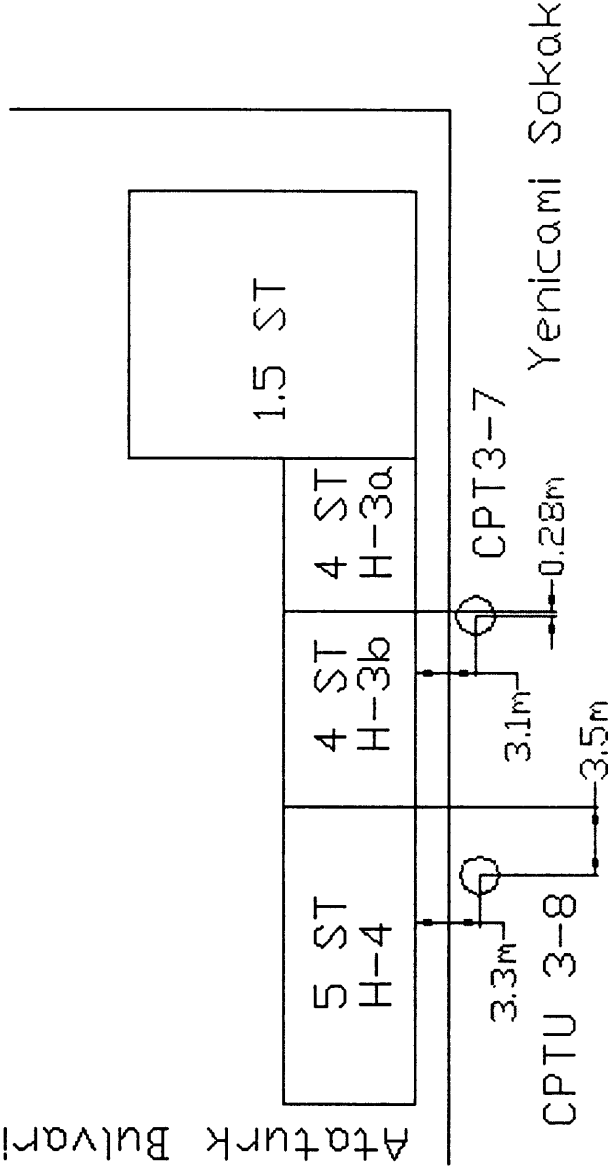 Yenicami Sokak
1.5 ST
4 ST
H-3a
CPT3-7
0.28m
4 ST
H-3b
3.1m
3.5m
5 ST
H-4
3.3m
CPTU 3-8
Ataturk Bulvari